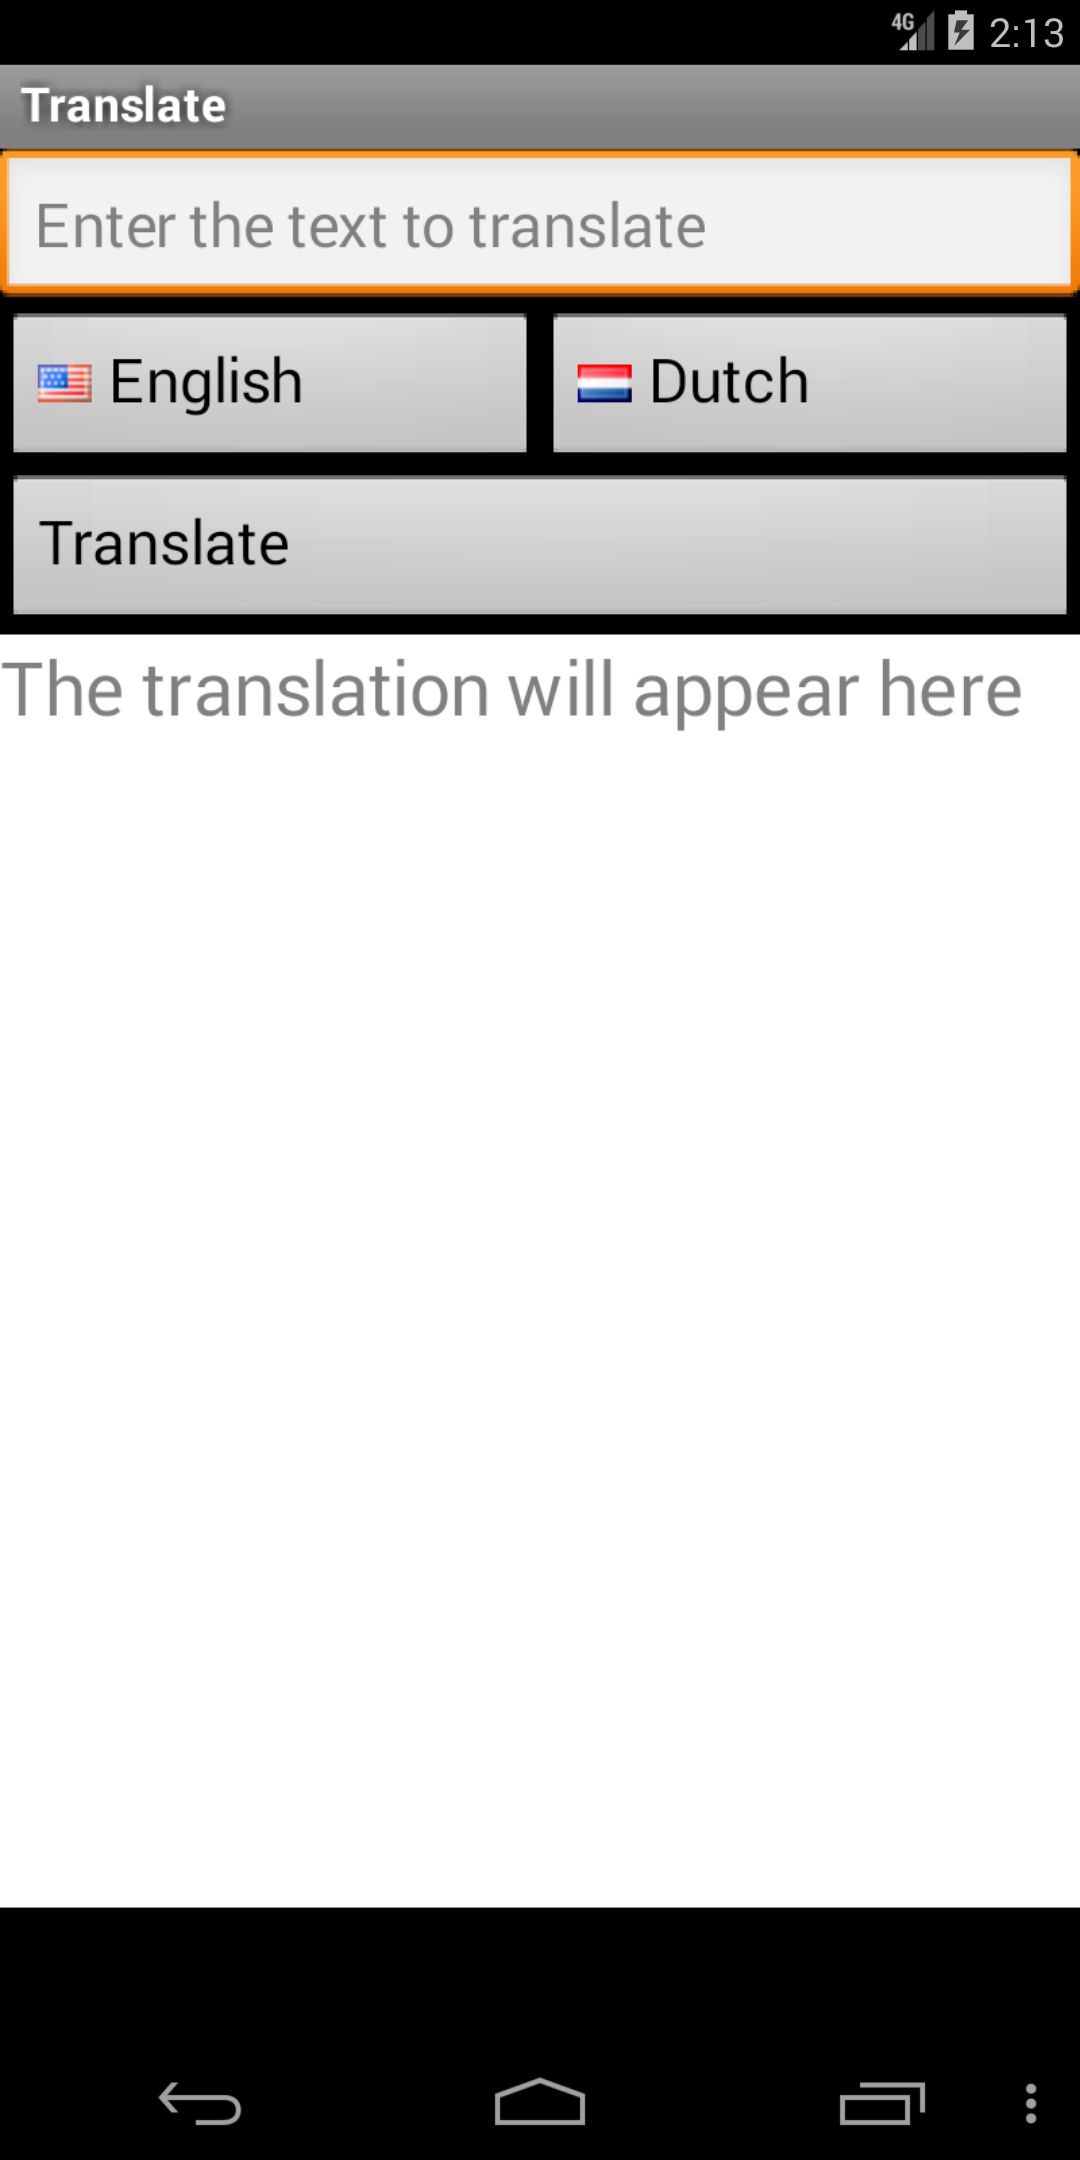 4G 2:13
Translate
Enter the text to translate
English Dutch
Translate
The translation will appear here